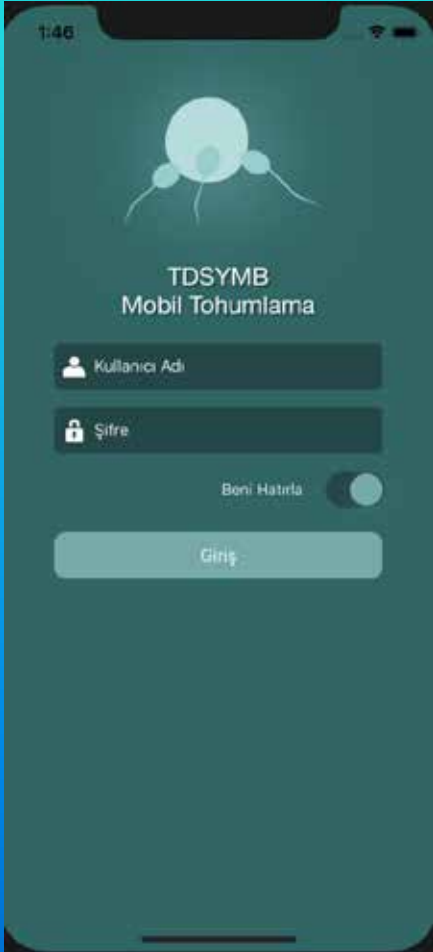 1:46
TDSYMB
Mobil Tohumlama
Kullanıcı Adı
Şifre
Beni Hatırla
Giriş